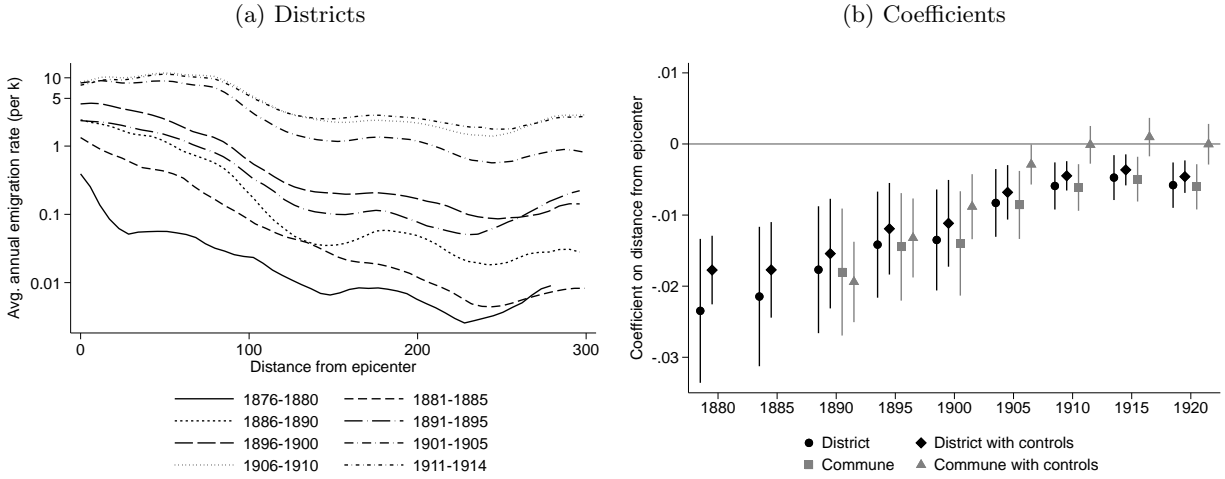 (a) Districts
Avg. annual emigration rate (per k)
10
5
1
0.1
0.01
0 100 200 300
Distance from epicenter
1876-1880 1881-1885
1886-1890 1891-1895
1896-1900 1901-1905
1906-1910 1911-1914
(b) Coefficients
Coefficient on distance from epicenter
.01
0
-.01
-.02
-.03
1880 1885 1890 1895 1900 1905 1910 1915 1920
District District with controls
Commune Commune with controls